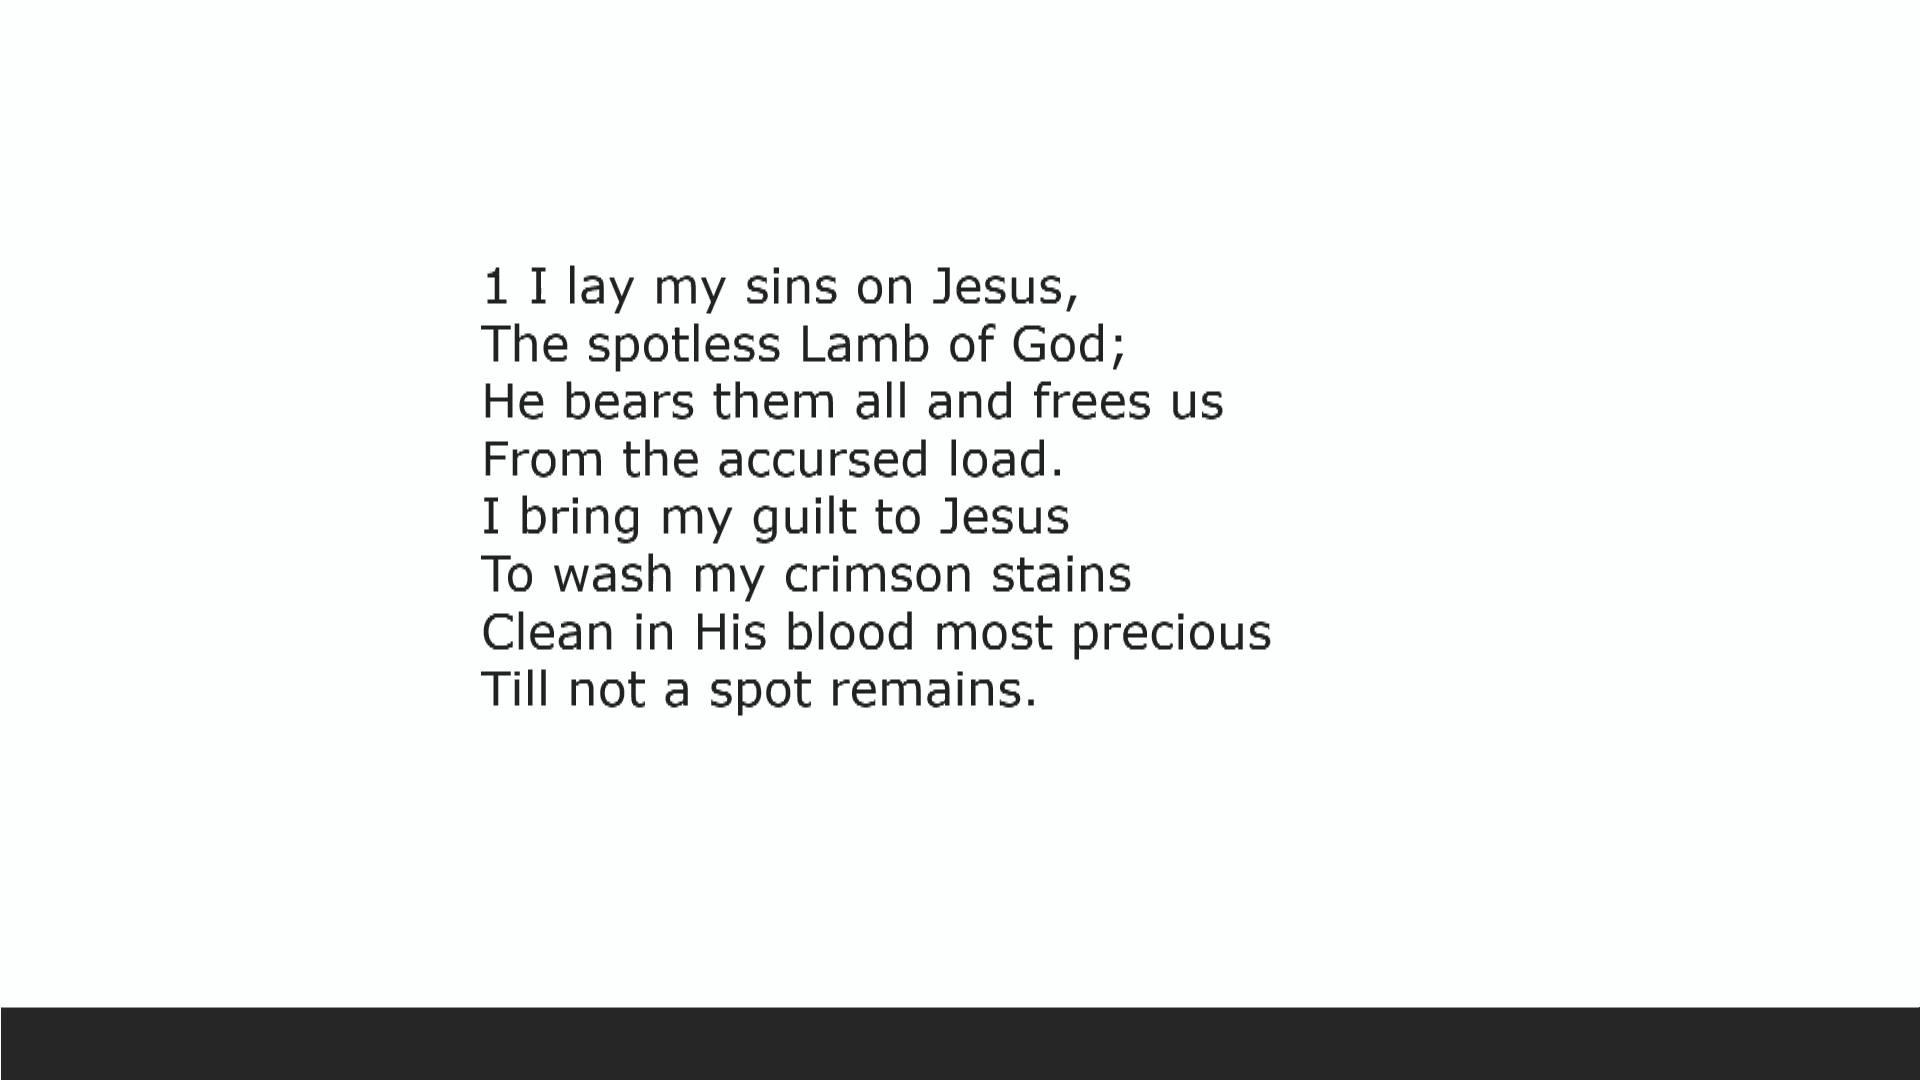 1 I lay my sins on Jesus,
The spotless Lamb of God;
He bears them all and frees us
From the accursed load.
I bring my guilt to Jesus
To wash my crimson stains
Clean in His blood most precious
Till not a spot remains.